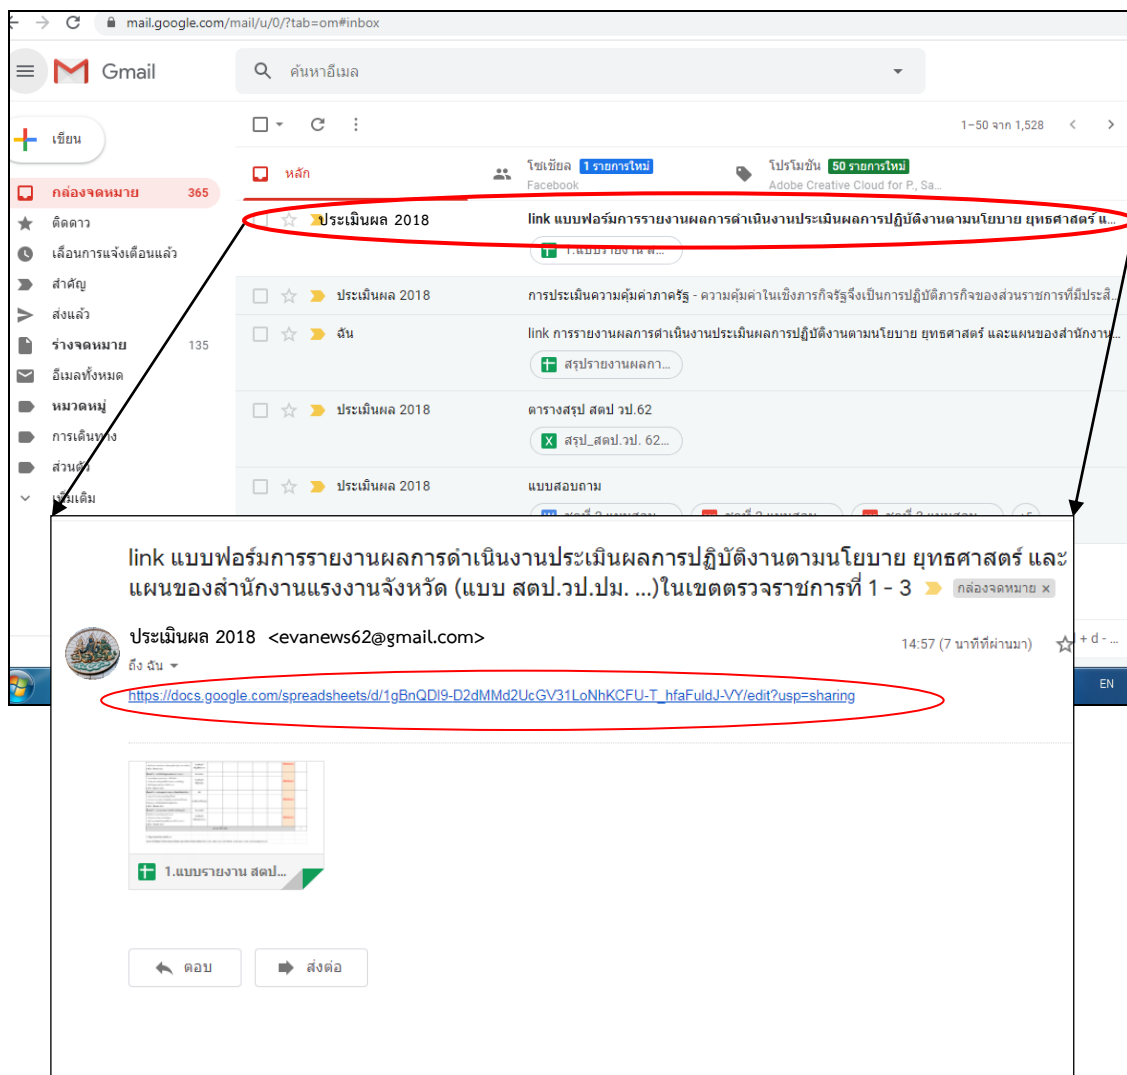 mail.google.com/mail/u/0/?tab=om#inbox
Gmail
ค้นหาอีเมล
เขียน
1–50 จาก 1,528
หลัก
โซเชียล 1 รายการใหม่
Facebook
โปรโมชัน 50 รายการใหม่
Adobe Creative Cloud for P., Sa...
กล่องจดหมาย 365
ติดดาว
เลื่อนการแจ้งเตือนแล้ว
สำคัญ
ส่งแล้ว
ร่างจดหมาย 135
อีเมลทั้งหมด
หมวดหมู่
การเดินทาง
ส่วนตัว
เพิ่มเติม
ประเมินผล 2018 link แบบฟอร์มการรายงานผลการดำเนินงานประเมินผลการปฏิบัติงานตามนโยบาย ยุทธศาสตร์ แ...
1.แบบรายงาน ส...
ประเมินผล 2018 การประเมินความคุ้มค่าภาครัฐ - ความคุ้มค่าในเชิงภารกิจรัฐจึงเป็นการปฏิบัติภารกิจของส่วนราชการที่มีประสิ...
ฉัน link การรายงานผลการดำเนินงานประเมินผลการปฏิบัติงานตามนโยบาย ยุทธศาสตร์ และแผนของสำนักงาน...
สรุปรายงานผลกา...
ประเมินผล 2018 ตารางสรุป สตป วป.62
สรุป_สตป.วป. 62...
ประเมินผล 2018 แบบสอบถาม
link แบบฟอร์มการรายงานผลการดำเนินงานประเมินผลการปฏิบัติงานตามนโยบาย ยุทธศาสตร์ และ
แผนของสำนักงานแรงงานจังหวัด (แบบ สตป.วป.ปม. ...)ในเขตตรวจราชการที่ 1 - 3 กล่องจดหมาย ×
ประเมินผล 2018 <evanews62@gmail.com>
14:57 (7 นาทีที่ผ่านมา)
ถึง ฉัน
+ d - ...
EN
https://docs.google.com/spreadsheets/d/1gBnQDl9-D2dMMd2UcGV31LoNhKCFU-T_hfaFuldJ-VY/edit?usp=sharing
1.แบบรายงาน สตป...
ตอบ
ส่งต่อ